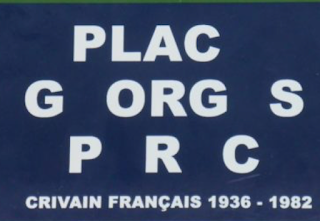 PLAC
G ORG S
P R C
CRIVAIN FRANÇAIS 1936 - 1982